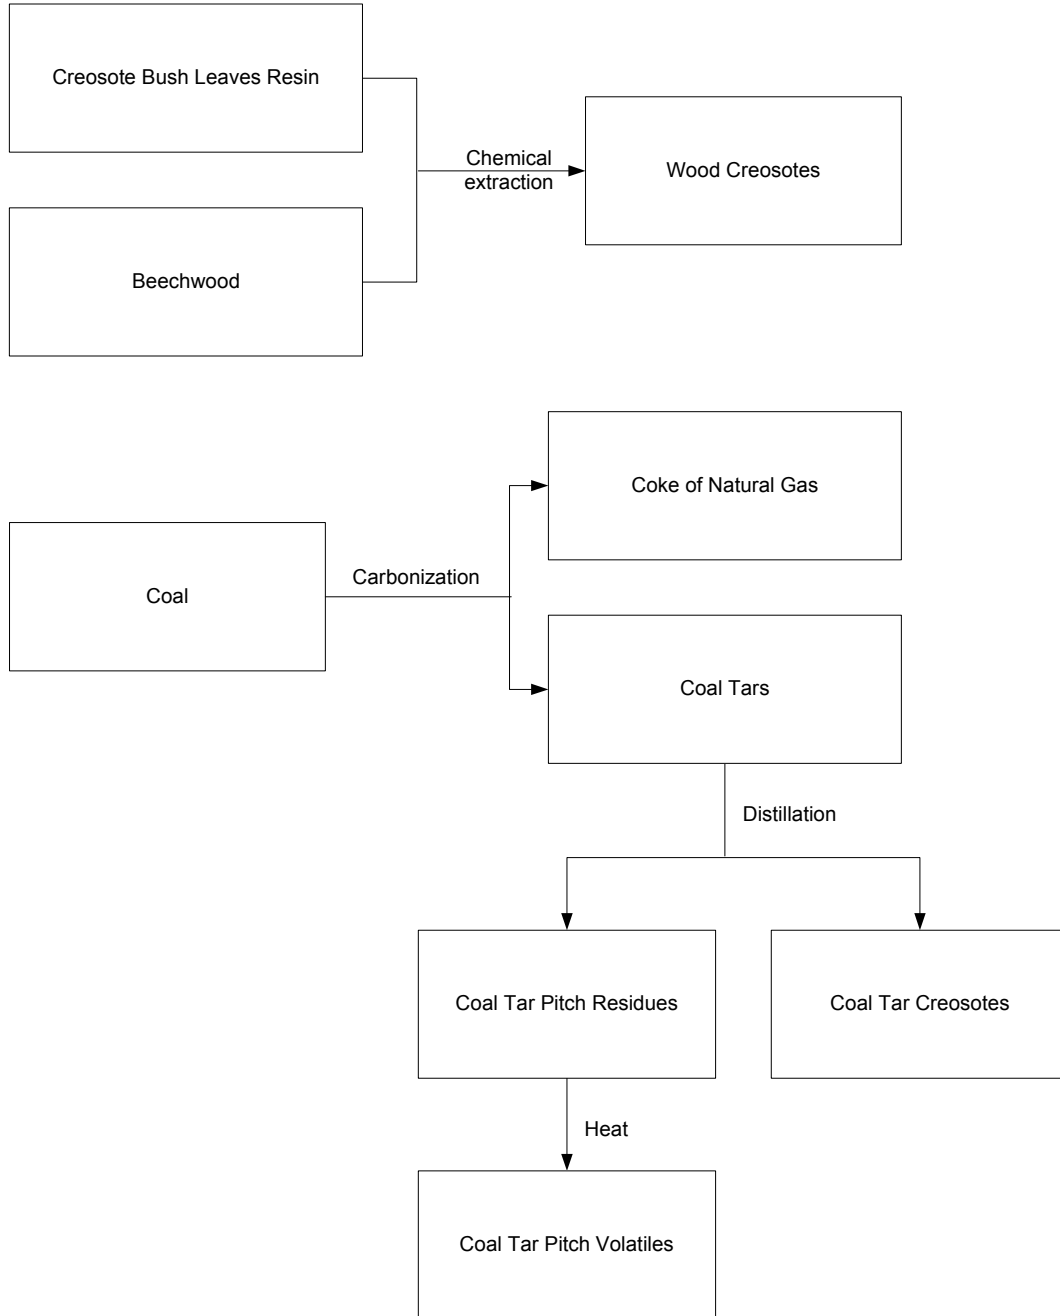 Creosote Bush Leaves Resin
Chemical
extraction
Wood Creosotes
Beechwood
Coke of Natural Gas
Coal
Carbonization
Coal Tars
Distillation
Coal Tar Pitch Residues
Coal Tar Creosotes
Heat
Coal Tar Pitch Volatiles